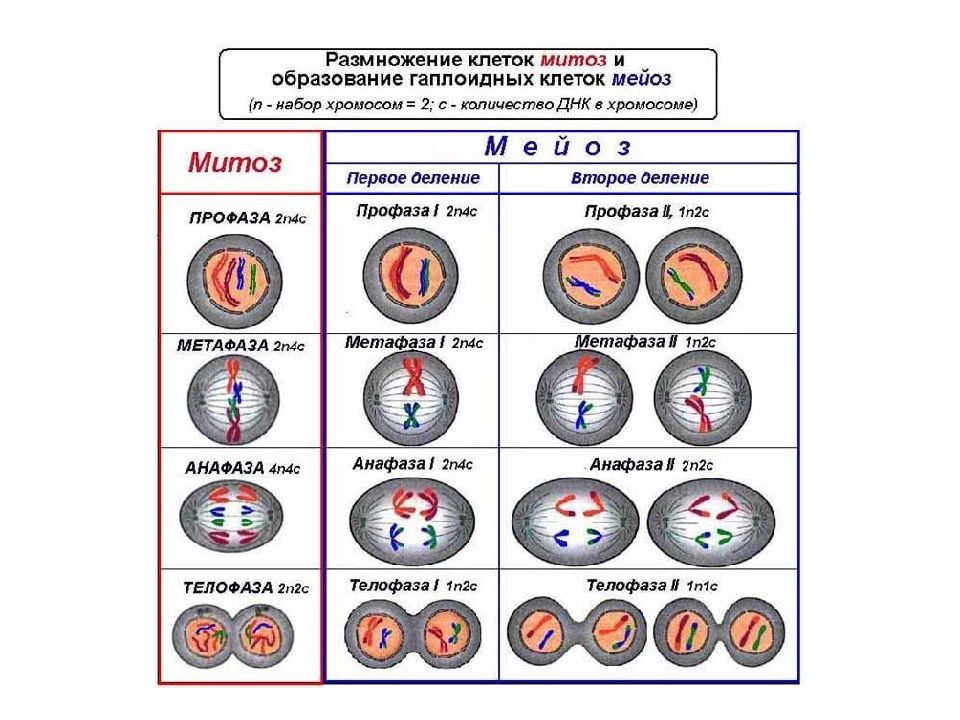 Размножение клеток митоз и
образование гаплоидных клеток мейоз
(n - набор хромосом = 2; с - количество ДНК в хромосоме)
Митоз
М е й о з
Первое деление
Второе деление
ПРОФАЗА 2n4c
Профаза I 2n4c
Профаза II, 1n2c
МЕТАФАЗА 2n4c
Метафаза I 2n4c
Метафаза II 1n2c
АНАФАЗА 4n4c
Анафаза I 2n4c
Анафаза II 2n2c
ТЕЛОФАЗА 2n2c
Телофаза I 1n2c
Телофаза II 1n1c